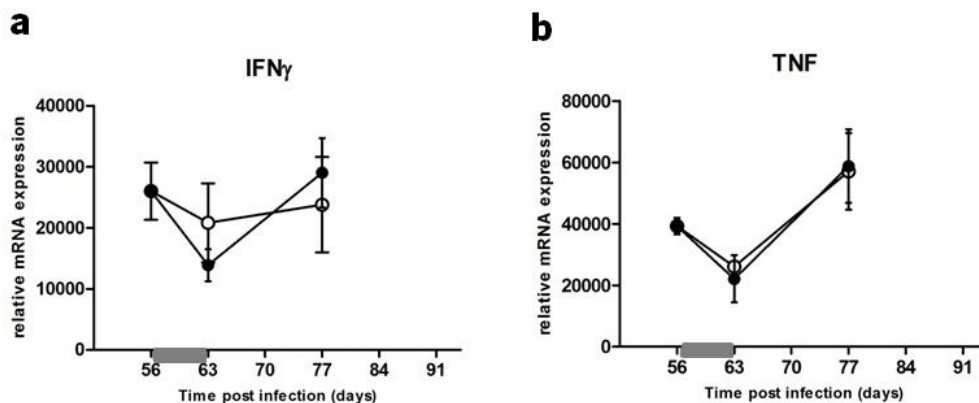 a
IFNγ
relative mRNA expression
40000
30000
20000
10000
0
56 63 70 77 84 91
Time post infection (days)
b
TNF
relative mRNA expression
80000
60000
40000
20000
0
56 63 70 77 84 91
Time post infection (days)